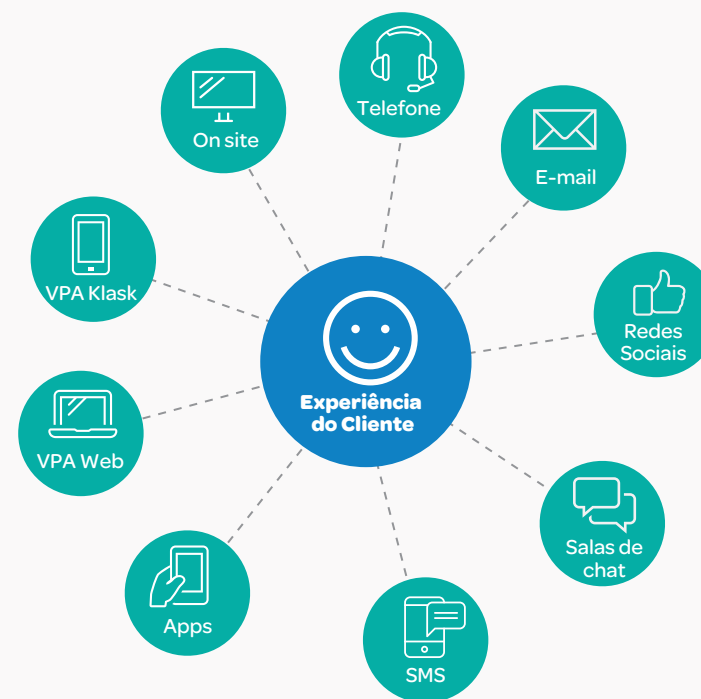 Telefone
On site
E-mail
VPA Klask
Redes
Sociais
Experiência
do Cliente
VPA Web
Salas de
chat
Apps
SMS